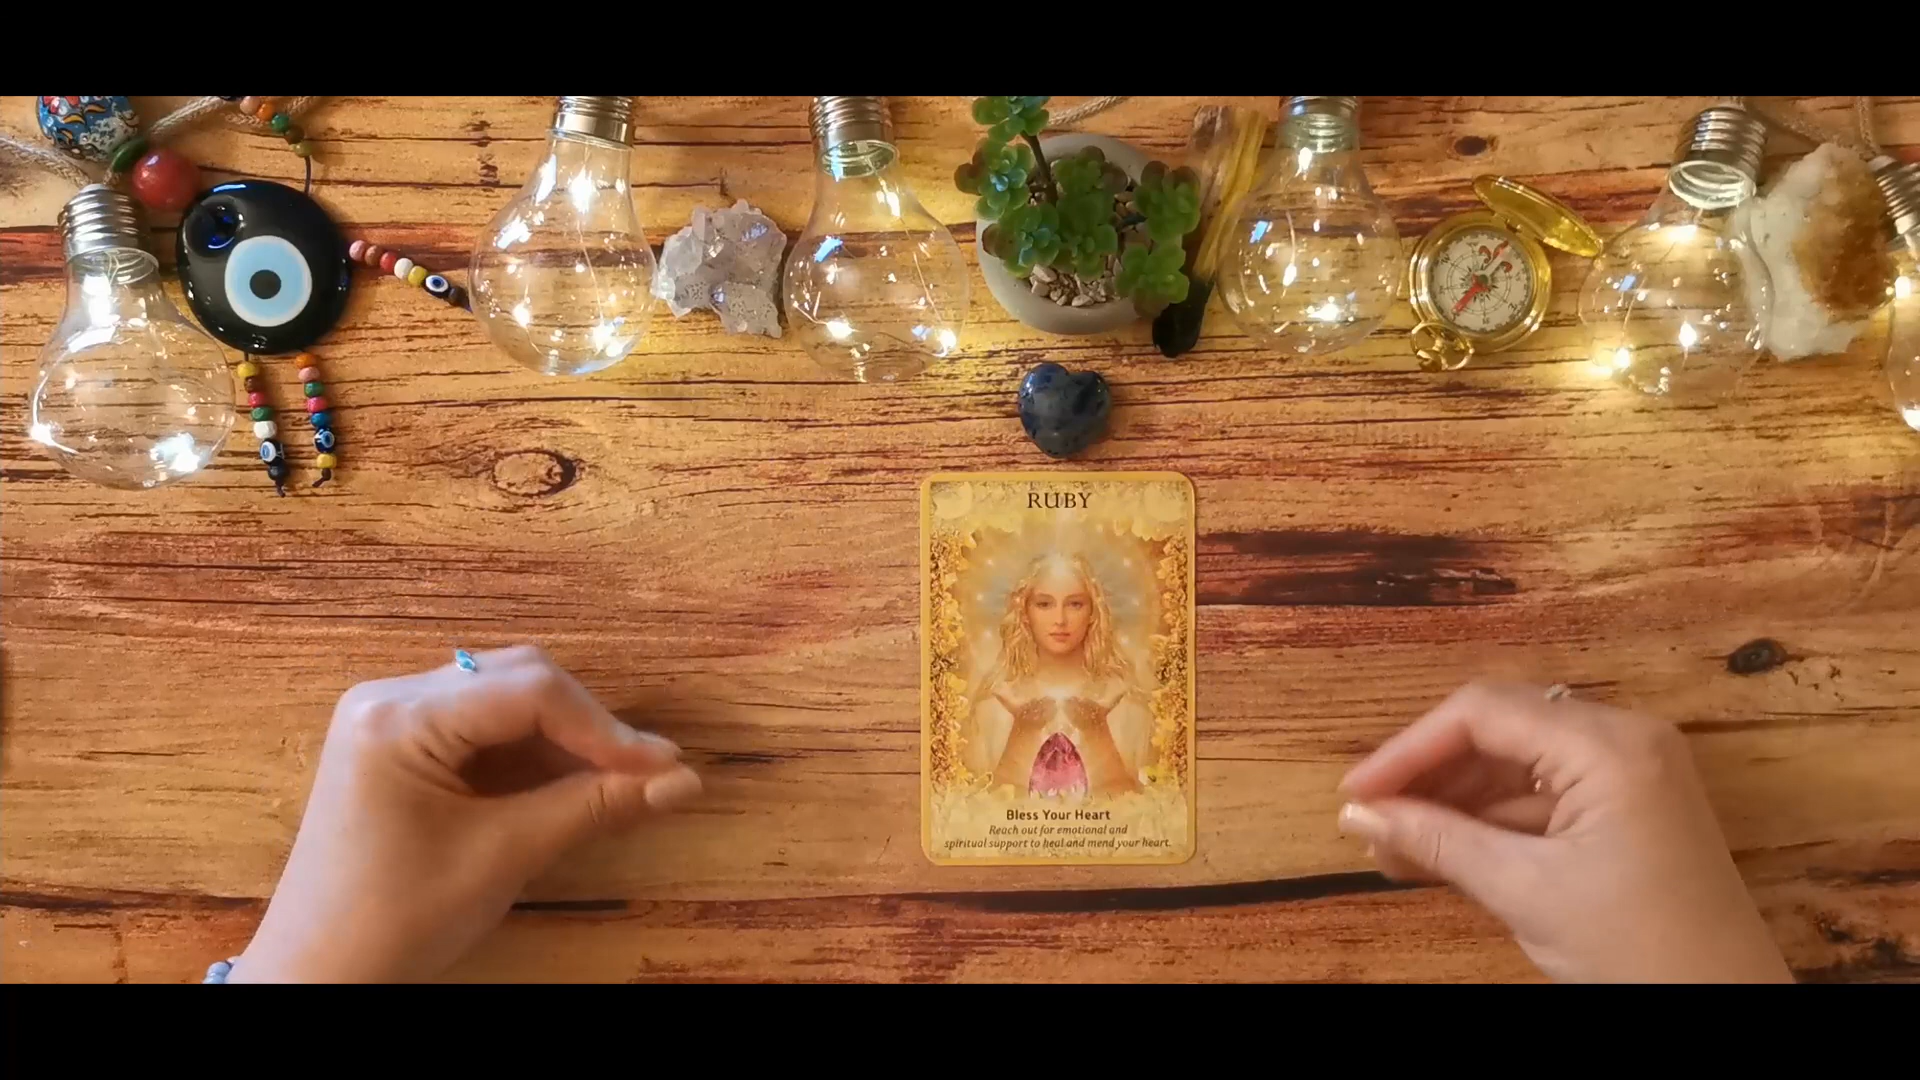 RUBY
Bless Your Heart
Reach out for emotional and
spiritual support to heal and mend your heart.